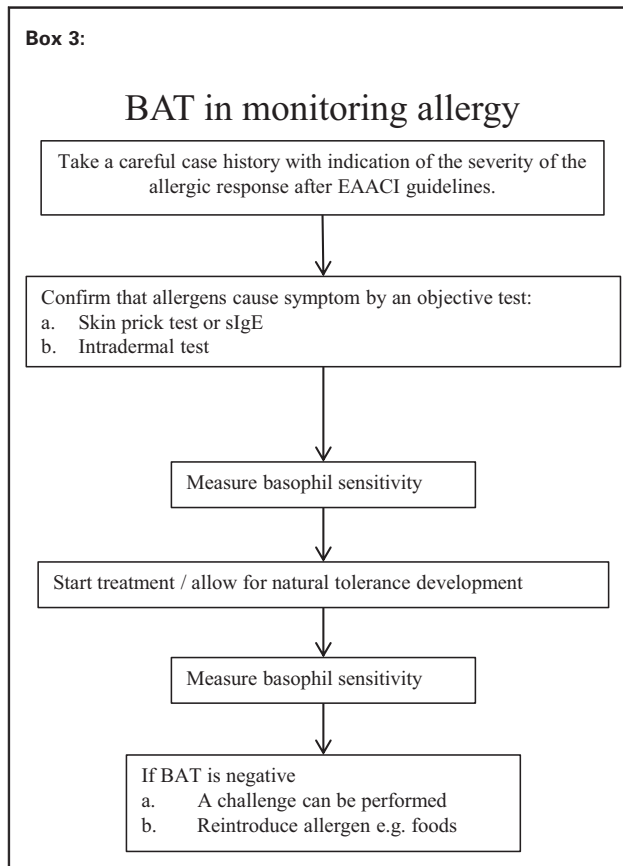 Box 3:
BAT in monitoring allergy
Take a careful case history with indication of the severity of the
allergic response after EAACI guidelines.
Confirm that allergens cause symptom by an objective test:
a. Skin prick test or sIgE
b. Intradermal test
Measure basophil sensitivity
Start treatment / allow for natural tolerance development
Measure basophil sensitivity
If BAT is negative
a. A challenge can be performed
b. Reintroduce allergen e.g. foods